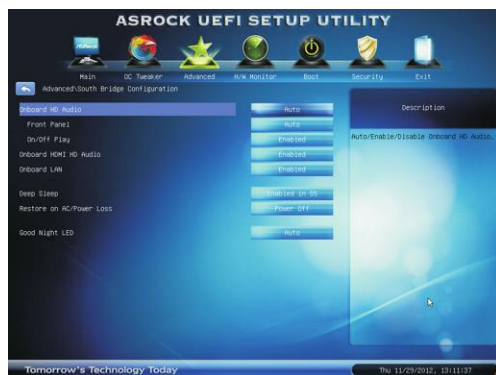 ASROCK UEFI SETUP UTILITY
Main OC Tweaker Advanced H/W Monitor Boot Security Exit
Advanced\South Bridge Configuration
Description
Onboard HD Audio Auto
Front Panel Auto
Auto/Enable/Disable Onboard HD Audio.
On/Off Play Enabled
Onboard HDMI HD Audio Enabled
Onboard LAN Enabled
Deep Sleep Enabled in S5
Restore on AC/Power Loss Power Off
Good Night LED Auto
Tomorrow's Technology Today
Thu 11/29/2012, 13:11:37